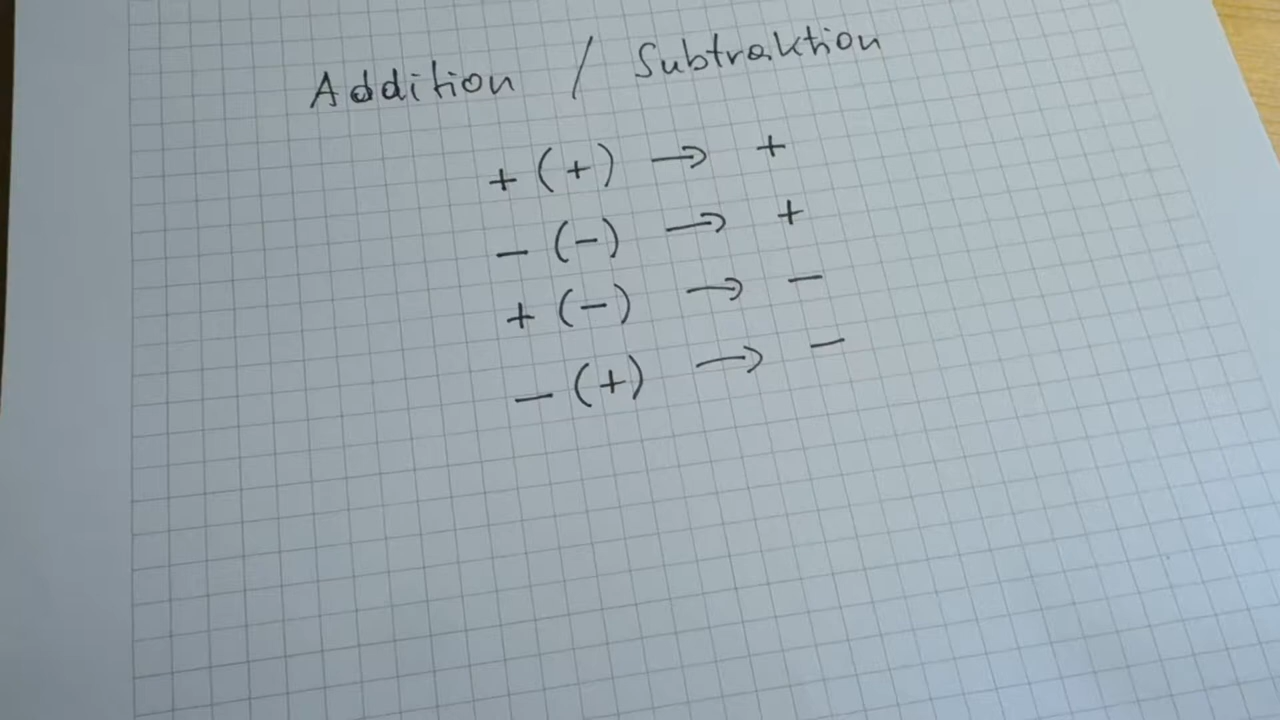 Addition / Subtraktion
+ (+) → +
− (−) → +
+ (−) → −
− (+) → −